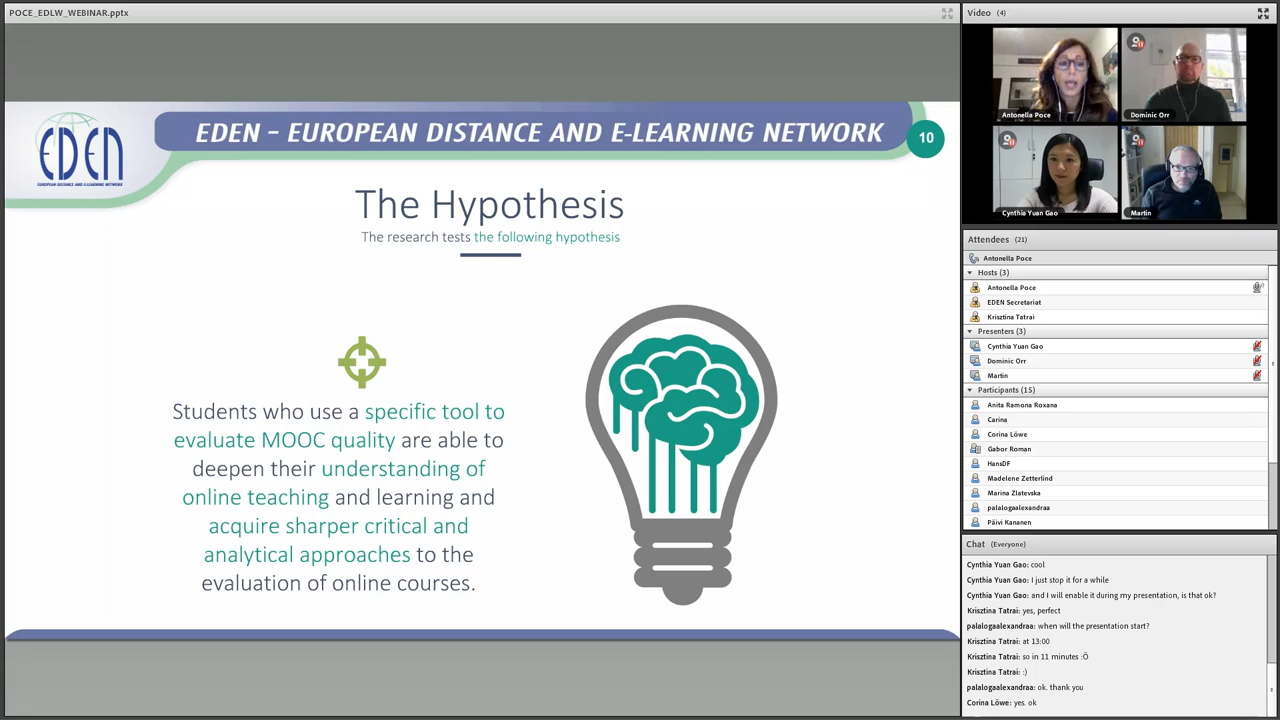 POCE_EDLW_WEBINAR.pptx
EDEN
EUROPEAN DISTANCE AND E-LEARNING NETWORK
EDEN – EUROPEAN DISTANCE AND E-LEARNING NETWORK
10
The Hypothesis
The research tests the following hypothesis
Students who use a specific tool to
evaluate MOOC quality are able to
deepen their understanding of
online teaching and learning and
acquire sharper critical and
analytical approaches to the
evaluation of online courses.
Video (4)
Antonella Poce
Dominic Orr
Cynthia Yuan Gao
Martin
Attendees (21)
Antonella Poce
Hosts (3)
Antonella Poce
EDEN Secretariat
Krisztina Tatrai
Presenters (3)
Cynthia Yuan Gao
Dominic Orr
Martin
Participants (15)
Anita Ramona Roxana
Carina
Corina Löwe
Gabor Roman
HansDF
Madelene Zetterlind
Marina Zlatevska
palalogaalexandraa
Päivi Kananen
Chat (Everyone)
Cynthia Yuan Gao: cool
Cynthia Yuan Gao: I just stop it for a while
Cynthia Yuan Gao: and I will enable it during my presentation, is that ok?
Krisztina Tatrai: yes, perfect
palalogaalexandraa: when will the presentation start?
Krisztina Tatrai: at 13:00
Krisztina Tatrai: so in 11 minutes :Ö
Krisztina Tatrai: :)
palalogaalexandraa: ok. thank you
Corina Löwe: yes. ok